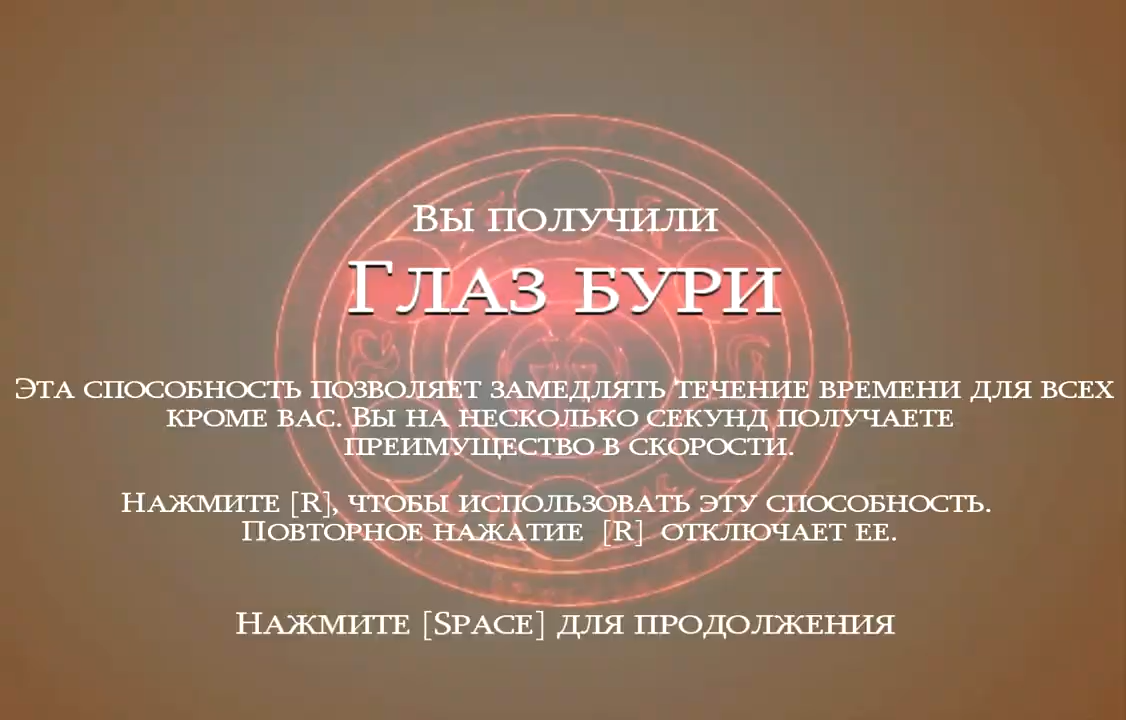 Вы получили
Глаз бури
Эта способность позволяет замедлять течение времени для всех
кроме вас. Вы на несколько секунд получаете
преимущество в скорости.
Нажмите [R], чтобы использовать эту способность.
Повторное нажатие [R] отключает ее.
Нажмите [Space] для продолжения